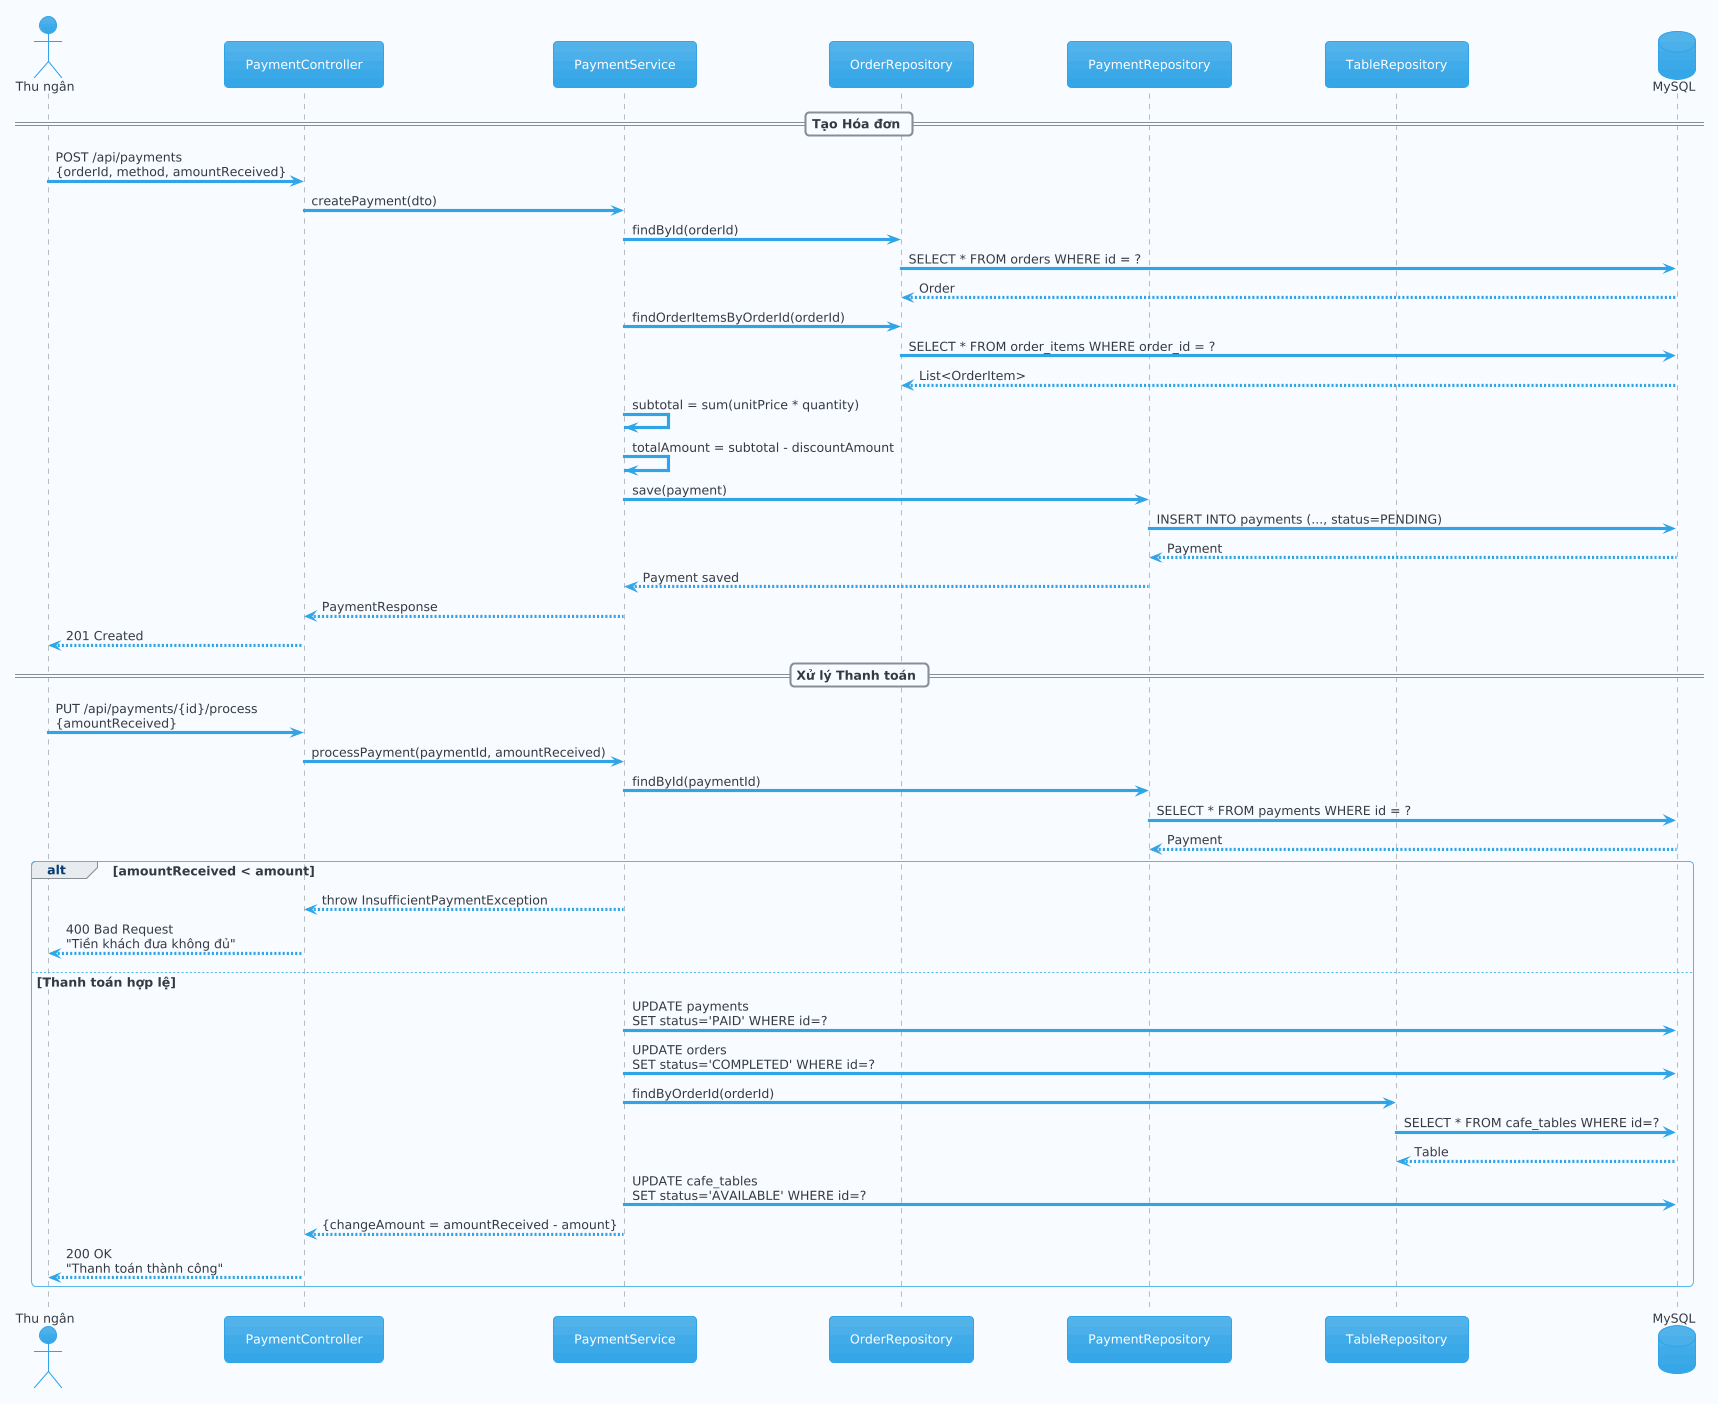 Thu ngân
PaymentController
PaymentService
OrderRepository
PaymentRepository
TableRepository
MySQL
Tạo Hóa đơn
POST /api/payments
{orderId, method, amountReceived}
createPayment(dto)
findById(orderId)
SELECT * FROM orders WHERE id = ?
Order
findOrderItemsByOrderId(orderId)
SELECT * FROM order_items WHERE order_id = ?
List<OrderItem>
subtotal = sum(unitPrice * quantity)
totalAmount = subtotal - discountAmount
save(payment)
INSERT INTO payments (..., status=PENDING)
Payment
Payment saved
PaymentResponse
201 Created
Xử lý Thanh toán
PUT /api/payments/{id}/process
{amountReceived}
processPayment(paymentId, amountReceived)
findById(paymentId)
SELECT * FROM payments WHERE id = ?
Payment
alt [amountReceived < amount]
throw InsufficientPaymentException
400 Bad Request
"Tiền khách đưa không đủ"
[Thanh toán hợp lệ]
UPDATE payments
SET status='PAID' WHERE id=?
UPDATE orders
SET status='COMPLETED' WHERE id=?
findByOrderId(orderId)
SELECT * FROM cafe_tables WHERE id=?
Table
UPDATE cafe_tables
SET status='AVAILABLE' WHERE id=?
{changeAmount = amountReceived - amount}
200 OK
"Thanh toán thành công"
Thu ngân
PaymentController
PaymentService
OrderRepository
PaymentRepository
TableRepository
MySQL